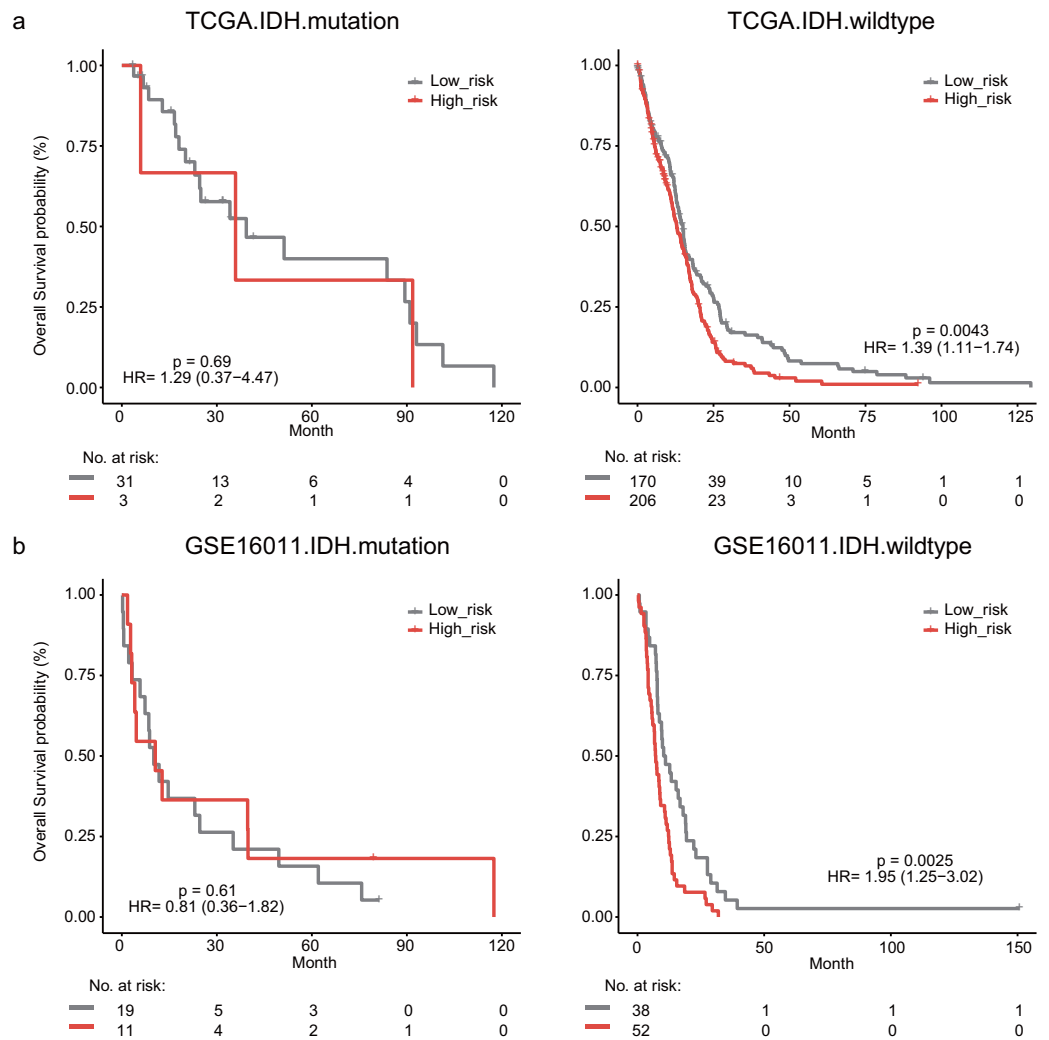 a
TCGA.IDH.mutation
Overall Survival probability (%)
1.00
0.75
0.50
0.25
0.00
Low_risk
High_risk
p = 0.69
HR= 1.29 (0.37−4.47)
0 30 60 90 120
Month
No. at risk:
31 13 6 4 0
3 2 1 1 0
TCGA.IDH.wildtype
1.00
0.75
0.50
0.25
0.00
Low_risk
High_risk
p = 0.0043
HR= 1.39 (1.11−1.74)
0 25 50 75 100 125
Month
No. at risk:
170 39 10 5 1 1
206 23 3 1 0 0
b
GSE16011.IDH.mutation
Overall Survival probability (%)
1.00
0.75
0.50
0.25
0.00
Low_risk
High_risk
p = 0.61
HR= 0.81 (0.36−1.82)
0 30 60 90 120
Month
No. at risk:
19 5 3 0 0
11 4 2 1 0
GSE16011.IDH.wildtype
1.00
0.75
0.50
0.25
0.00
Low_risk
High_risk
p = 0.0025
HR= 1.95 (1.25−3.02)
0 50 100 150
Month
No. at risk:
38 1 1 1
52 0 0 0